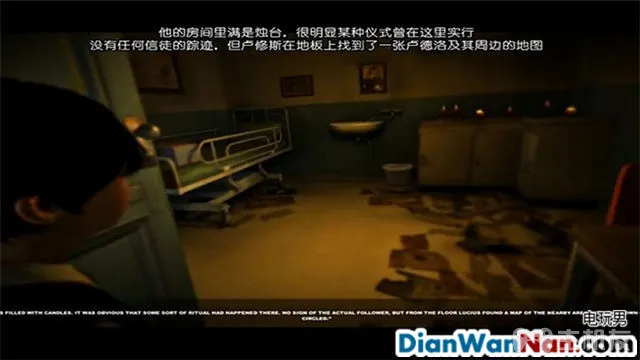 他的房间里满是烛台，很明显某种仪式曾在这里实行
没有任何信徒的踪迹，但卢修斯在地板上找到了一张卢德洛及其周边的地图
S FILLED WITH CANDLES. IT WAS OBVIOUS THAT SOME SORT OF RITUAL HAD HAPPENED THERE. NO SIGN OF THE ACTUAL FOLLOWER, BUT FROM THE FLOOR LUCIUS FOUND A MAP OF THE NEARBY
CIRCLED."
电玩男
DianWanNan.com